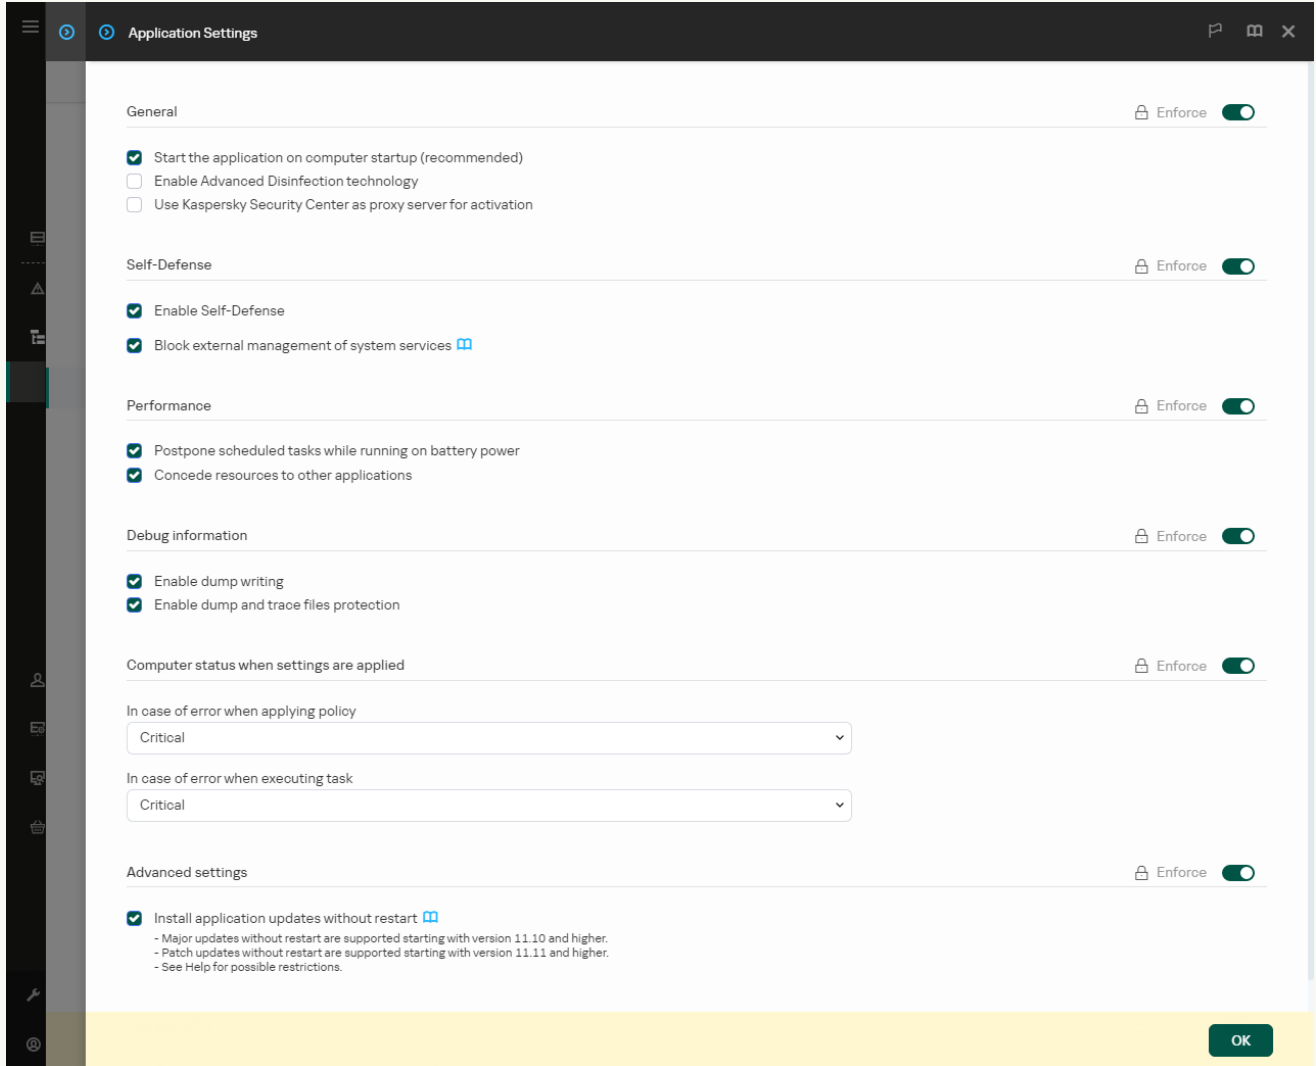 Application Settings
General
Enforce
Start the application on computer startup (recommended)
Enable Advanced Disinfection technology
Use Kaspersky Security Center as proxy server for activation
Self-Defense
Enforce
Enable Self-Defense
Block external management of system services
Performance
Enforce
Postpone scheduled tasks while running on battery power
Concede resources to other applications
Debug information
Enforce
Enable dump writing
Enable dump and trace files protection
Computer status when settings are applied
Enforce
In case of error when applying policy
Critical
In case of error when executing task
Critical
Advanced settings
Enforce
Install application updates without restart
- Major updates without restart are supported starting with version 11.10 and higher.
- Patch updates without restart are supported starting with version 11.11 and higher.
- See Help for possible restrictions.
OK